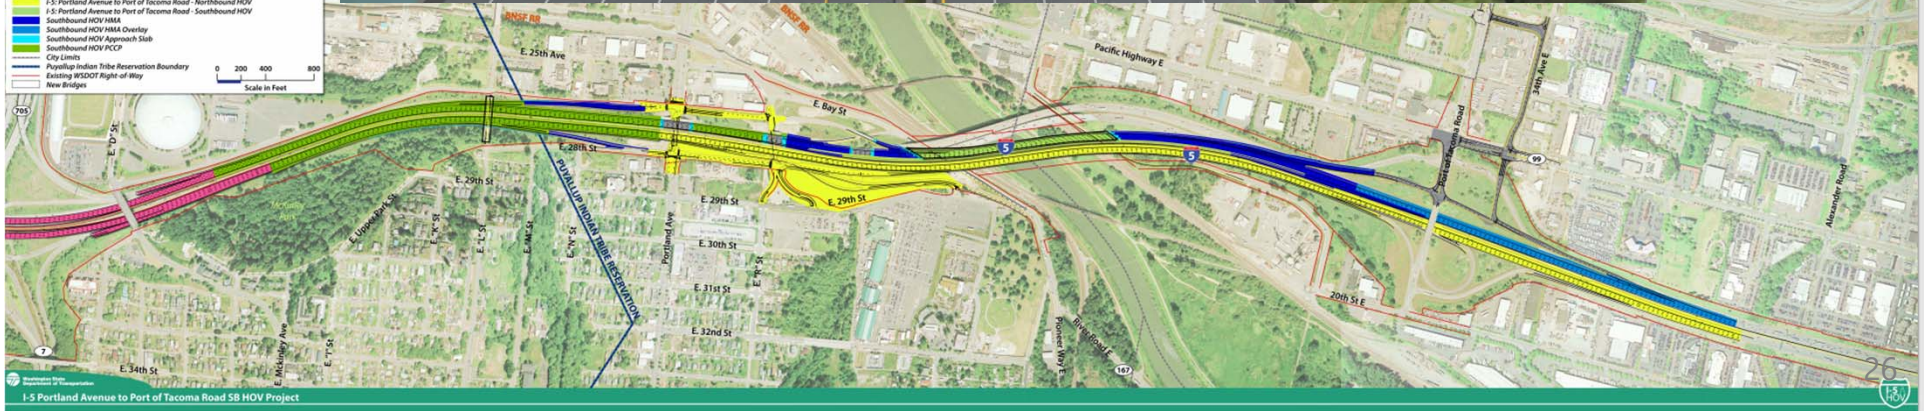 I-5: Portland Avenue to Port of Tacoma Road - Northbound HOV
I-5: Portland Avenue to Port of Tacoma Road - Southbound HOV
Southbound HMA
Southbound HMA Overlay
Southbound HOV Approach Slab
Southbound HOV PCCP
City Limits
Puyallup Indian Tribe Reservation Boundary
Existing WSDOT Right-of-Way
New Bridges
0 200 400 800
Scale in Feet
BNSF RR
BNSF RR
E. 25th Ave
Pacific Highway E
34th Ave E
705
E. "D" St
E. Bay St
Port of Tacoma Road
99
5
5
E. 28th St
E. 29th St
McKinley Park
E. Upper Park St
E. "K" St
E. "L" St
E. "M" St
E. "N" St
PUYALLUP INDIAN TRIBE RESERVATION
Portland Ave
E. 29th St
E. 29th St
E. 30th St
E. "R" St
Alexander Road
E. 31st St
20th St E
E. 32nd St
E. McKinley Ave
E. "I" St
Pioneer Way E
River Road E
7
E. 34th St
167
26
Washington State
Department of Transportation
I-5 Portland Avenue to Port of Tacoma Road SB HOV Project
I-5
HOV